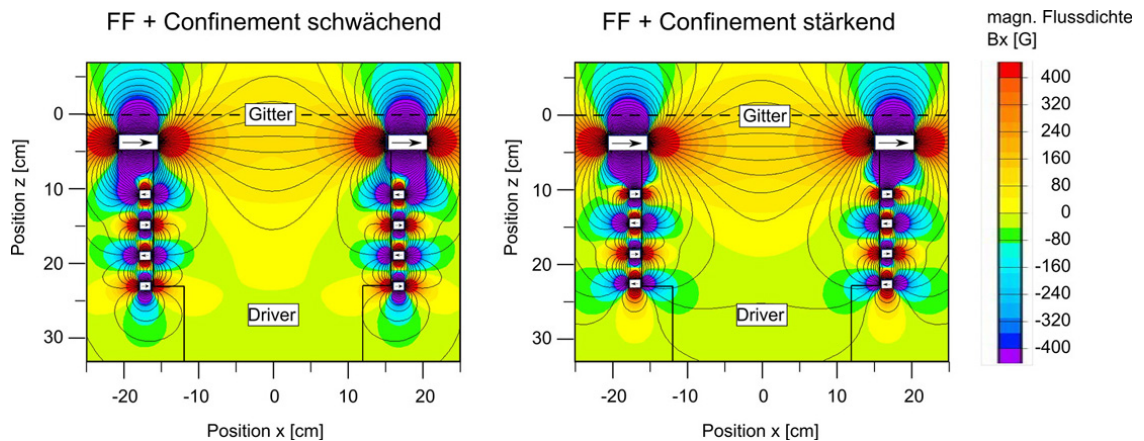 FF + Confinement schwächend
FF + Confinement stärkend
magn. Flussdichte
Bx [G]
Position z [cm]
0
10
20
30
Gitter
Driver
-20
-10
0
10
20
Position x [cm]
Position z [cm]
0
10
20
30
Gitter
Driver
-20
-10
0
10
20
Position x [cm]
400
320
240
160
80
0
-80
-160
-240
-320
-400